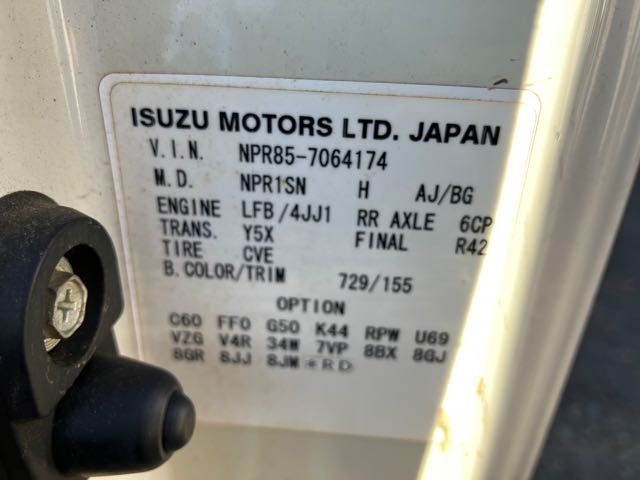 ISUZU MOTORS LTD. JAPAN
V.I.N. NPR85-7064174
M.D. NPR1SN H AJ/BG
ENGINE LFB/4JJ1 RR AXLE 6CP
TRANS. Y5X FINAL R42
TIRE CVE
B.COLOR/TRIM 729/155
OPTION
C60 FF0 G50 K44 RPW U69
VZG V4R 34W 7VP 8BX 8GJ
8GR 8JJ 8JM *RD